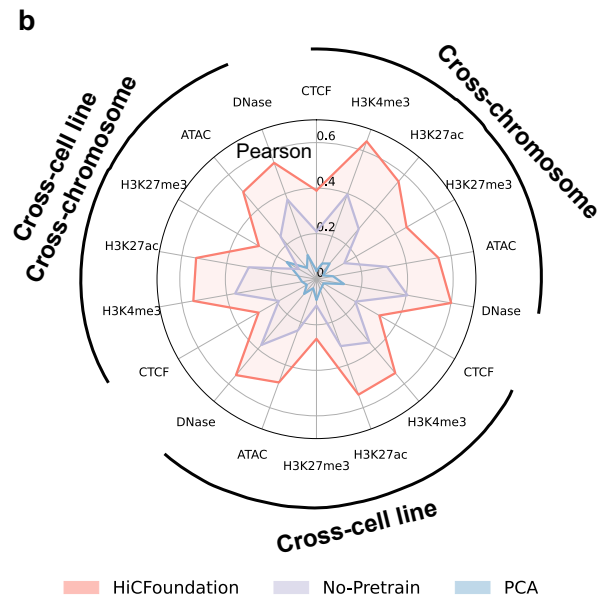 b
Cross-chromosome
Cross-cell line
Cross-chromosome
Cross-cell line
CTCF
H3K4me3
H3K27ac
H3K27me3
ATAC
DNase
CTCF
H3K4me3
H3K27ac
H3K27me3
ATAC
DNase
CTCF
H3K4me3
H3K27ac
H3K27me3
ATAC
DNase
Pearson
0.6
0.4
0.2
0
HiCFoundation
No-Pretrain
PCA